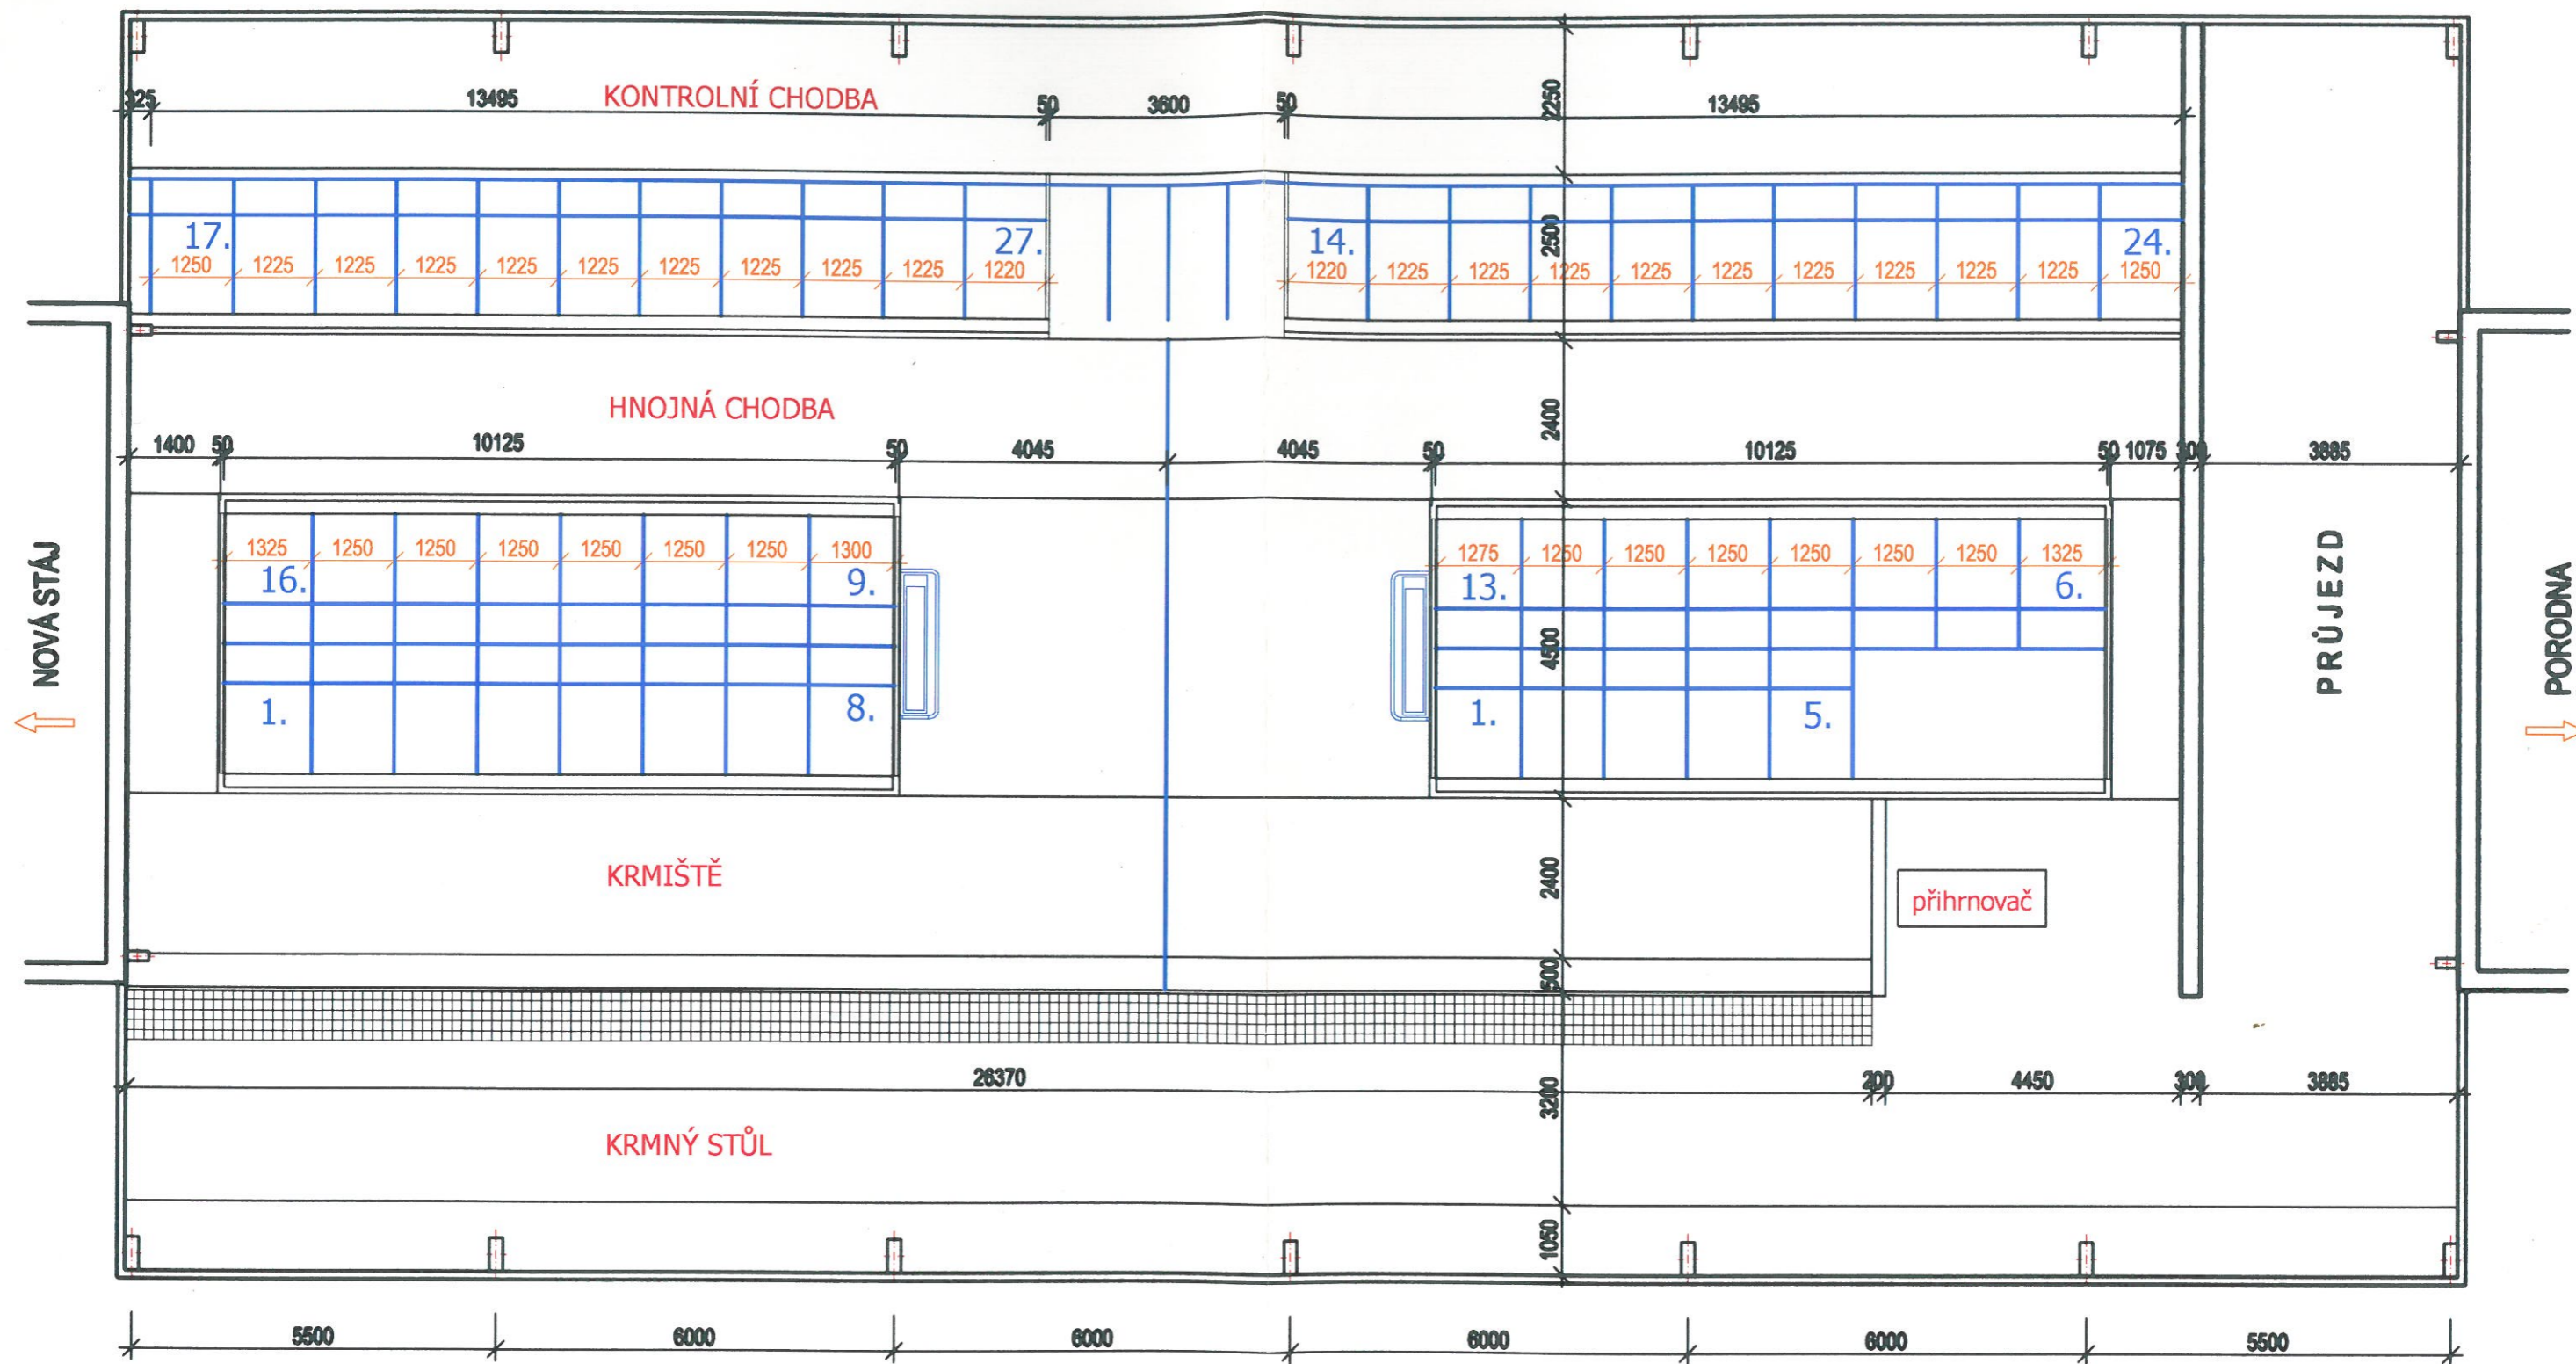 325 13495 KONTROLNÍ CHODBA 50 3600 50 2250 13495
17. 27. 14. 24.
1250 1225 1225 1225 1225 1225 1225 1225 1225 1225 1220 2500 1220 1225 1225 1225 1225 1225 1225 1225 1225 1225 1250
HNOJNÁ CHODBA 2400
1400 50 10125 50 4045 4045 50 10125 50 1075 300 3885
1325 1250 1250 1250 1250 1250 1250 1300 1275 1250 1250 1250 1250 1250 1250 1325
16. 9. 13. 6.
NOVÁ STÁJ
4500
PRŮJEZD
PORODNA
1. 8. 1. 5.
KRMIŠTĚ 2400
přihrnovač
500
26370 3200 200 4450 300 3885
KRMNÝ STŮL
1050
5500 6000 6000 6000 6000 5500